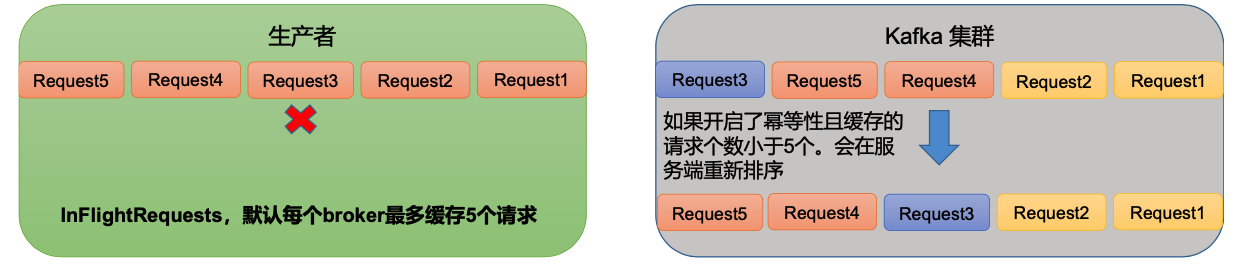 生产者
Request5 Request4 Request3 Request2 Request1
InFlightRequests，默认每个broker最多缓存5个请求
Kafka 集群
Request3 Request5 Request4 Request2 Request1
如果开启了幂等性且缓存的
请求个数小于5个。会在服
务端重新排序
Request5 Request4 Request3 Request2 Request1